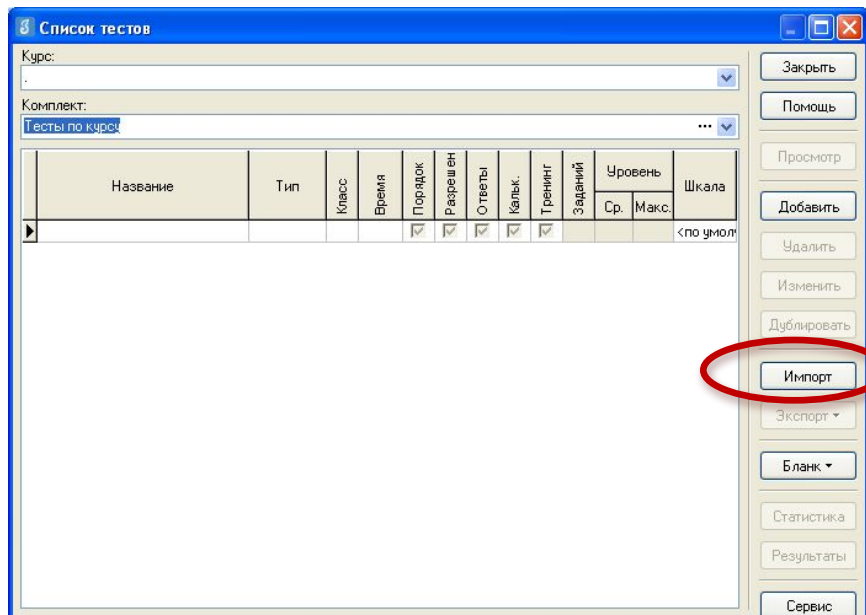 Список тестов
Курс:
.
Комплект:
Тесты по курсу
Название
Тип
Класс
Время
Порядок
Разрешен
Ответы
Кальк.
Тренинг
Заданий
Уровень
Ср.
Макс.
Шкала
<по умол
Закрыть
Помощь
Просмотр
Добавить
Удалить
Изменить
Дублировать
Импорт
Экспорт
Бланк
Статистика
Результаты
Сервис